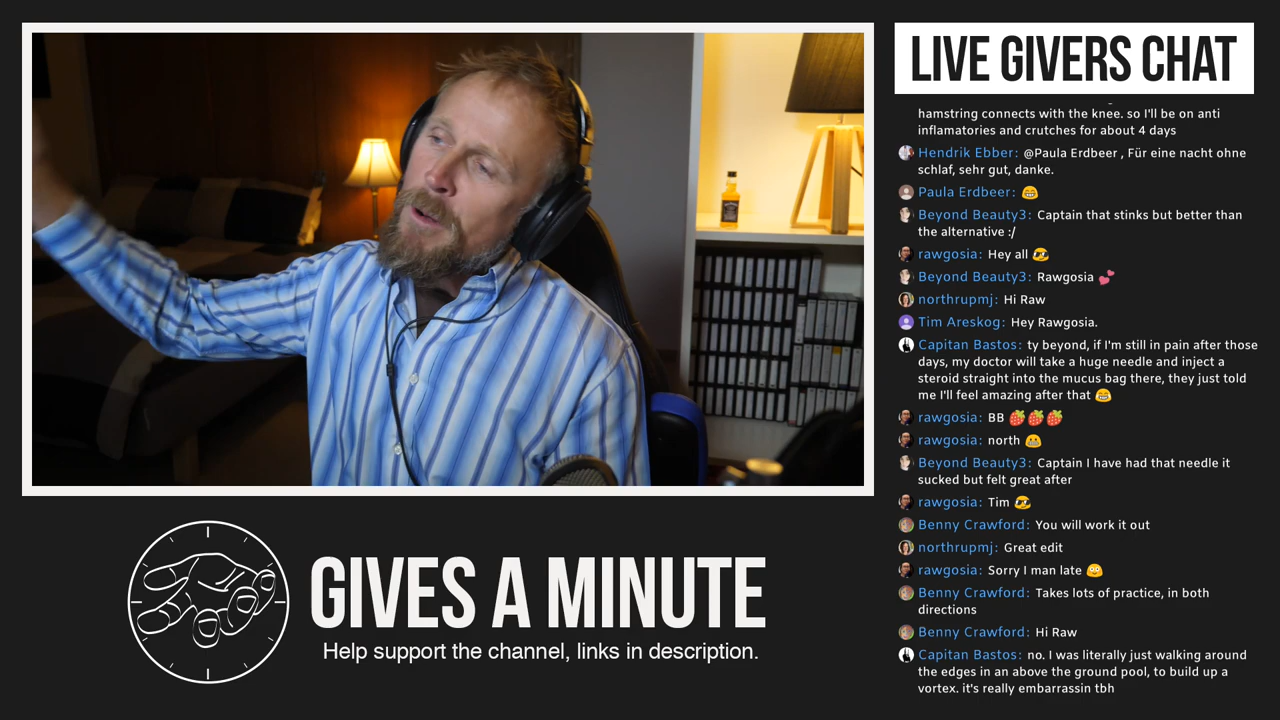 LIVE GIVERS CHAT
hamstring connects with the knee. so I'll be on anti
inflamatories and crutches for about 4 days
Hendrik Ebber: @Paula Erdbeer , Für eine nacht ohne
schlaf, sehr gut, danke.
Paula Erdbeer: 😁
Beyond Beauty3: Captain that stinks but better than
the alternative :/
rawgosia: Hey all 😎
Beyond Beauty3: Rawgosia 💕
northrupmj: Hi Raw
Tim Areskog: Hey Rawgosia.
Capitan Bastos: ty beyond, if I'm still in pain after those
days, my doctor will take a huge needle and inject a
steroid straight into the mucus bag there, they just told
me I'll feel amazing after that 😂
rawgosia: BB 🍓🍓🍓
rawgosia: north 😬
Beyond Beauty3: Captain I have had that needle it
sucked but felt great after
rawgosia: Tim 😎
Benny Crawford: You will work it out
northrupmj: Great edit
rawgosia: Sorry I man late 😳
Benny Crawford: Takes lots of practice, in both
directions
Benny Crawford: Hi Raw
Capitan Bastos: no. I was literally just walking around
the edges in an above the ground pool, to build up a
vortex. it's really embarrassin tbh
GIVES A MINUTE
Help support the channel, links in description.